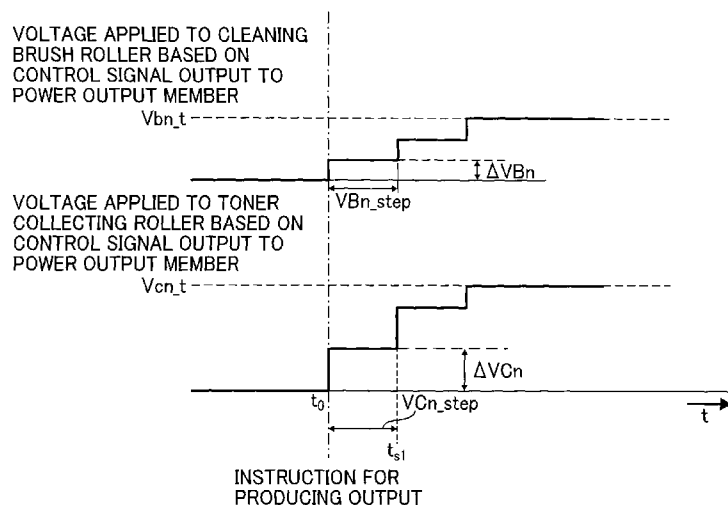 VOLTAGE APPLIED TO CLEANING
BRUSH ROLLER BASED ON
CONTROL SIGNAL OUTPUT TO
POWER OUTPUT MEMBER
Vbn_t
ΔVBn
VBn_step
VOLTAGE APPLIED TO TONER
COLLECTING ROLLER BASED ON
CONTROL SIGNAL OUTPUT TO
POWER OUTPUT MEMBER
Vcn_t
ΔVCn
t0
VCn_step
t
ts1
INSTRUCTION FOR
PRODUCING OUTPUT